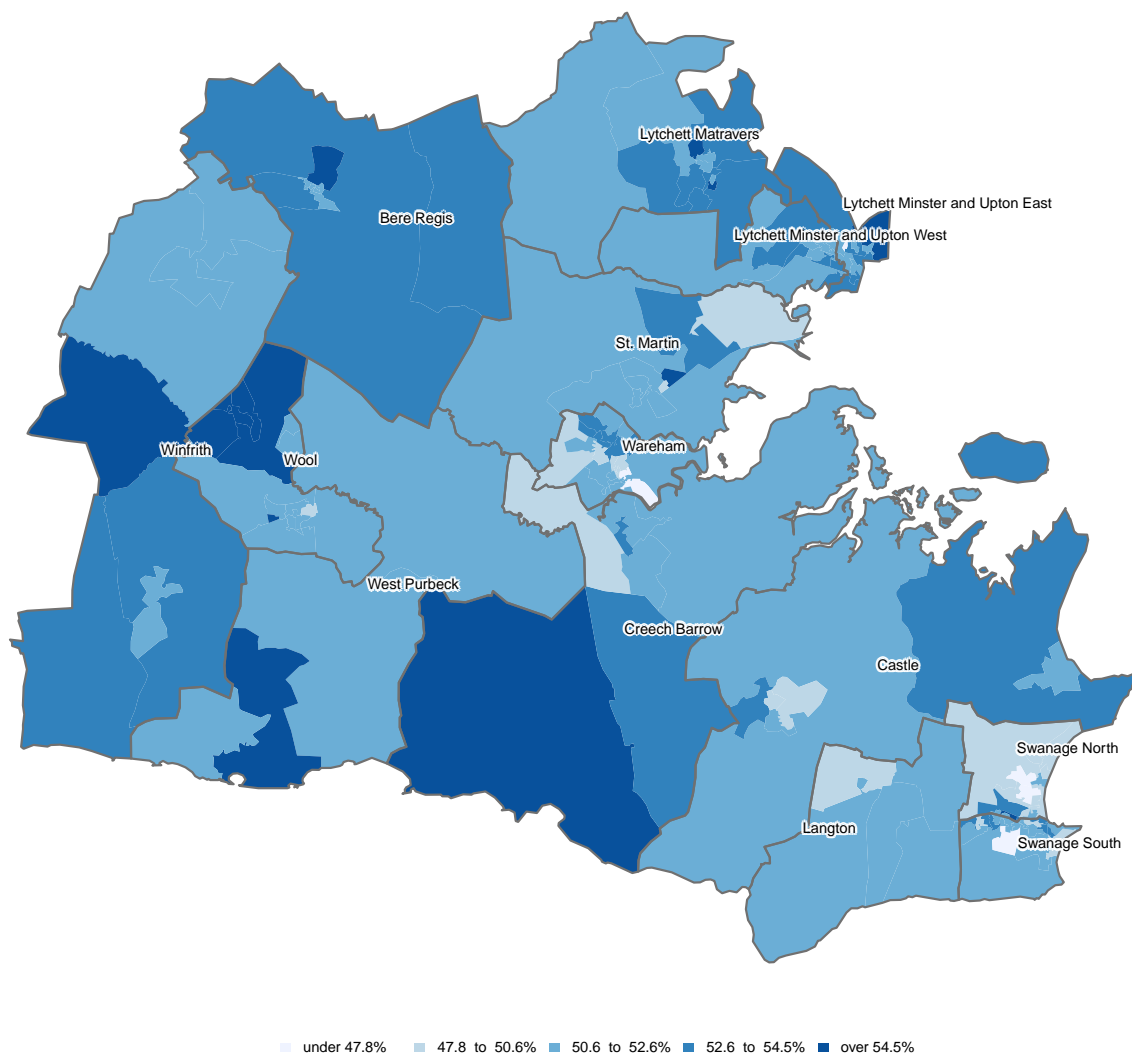 Lytchett Matravers
Lytchett Minster and Upton East
Bere Regis
Lytchett Minster and Upton West
St. Martin
Wareham
Winfrith
Wool
West Purbeck
Creech Barrow
Castle
Swanage North
Langton
Swanage South
under 47.8% 47.8 to 50.6% 50.6 to 52.6% 52.6 to 54.5% over 54.5%